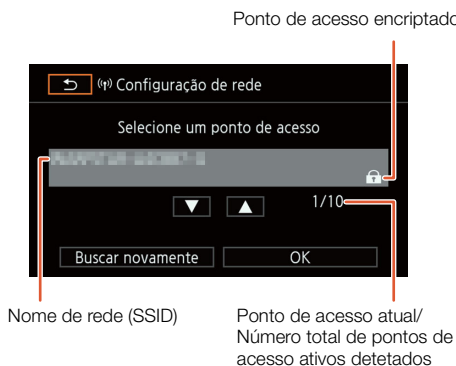 Ponto de acesso encriptado
Configuração de rede
Selecione um ponto de acesso
1/10
Buscar novamente
OK
Nome de rede (SSID)
Ponto de acesso atual/
Número total de pontos de
acesso ativos detetados